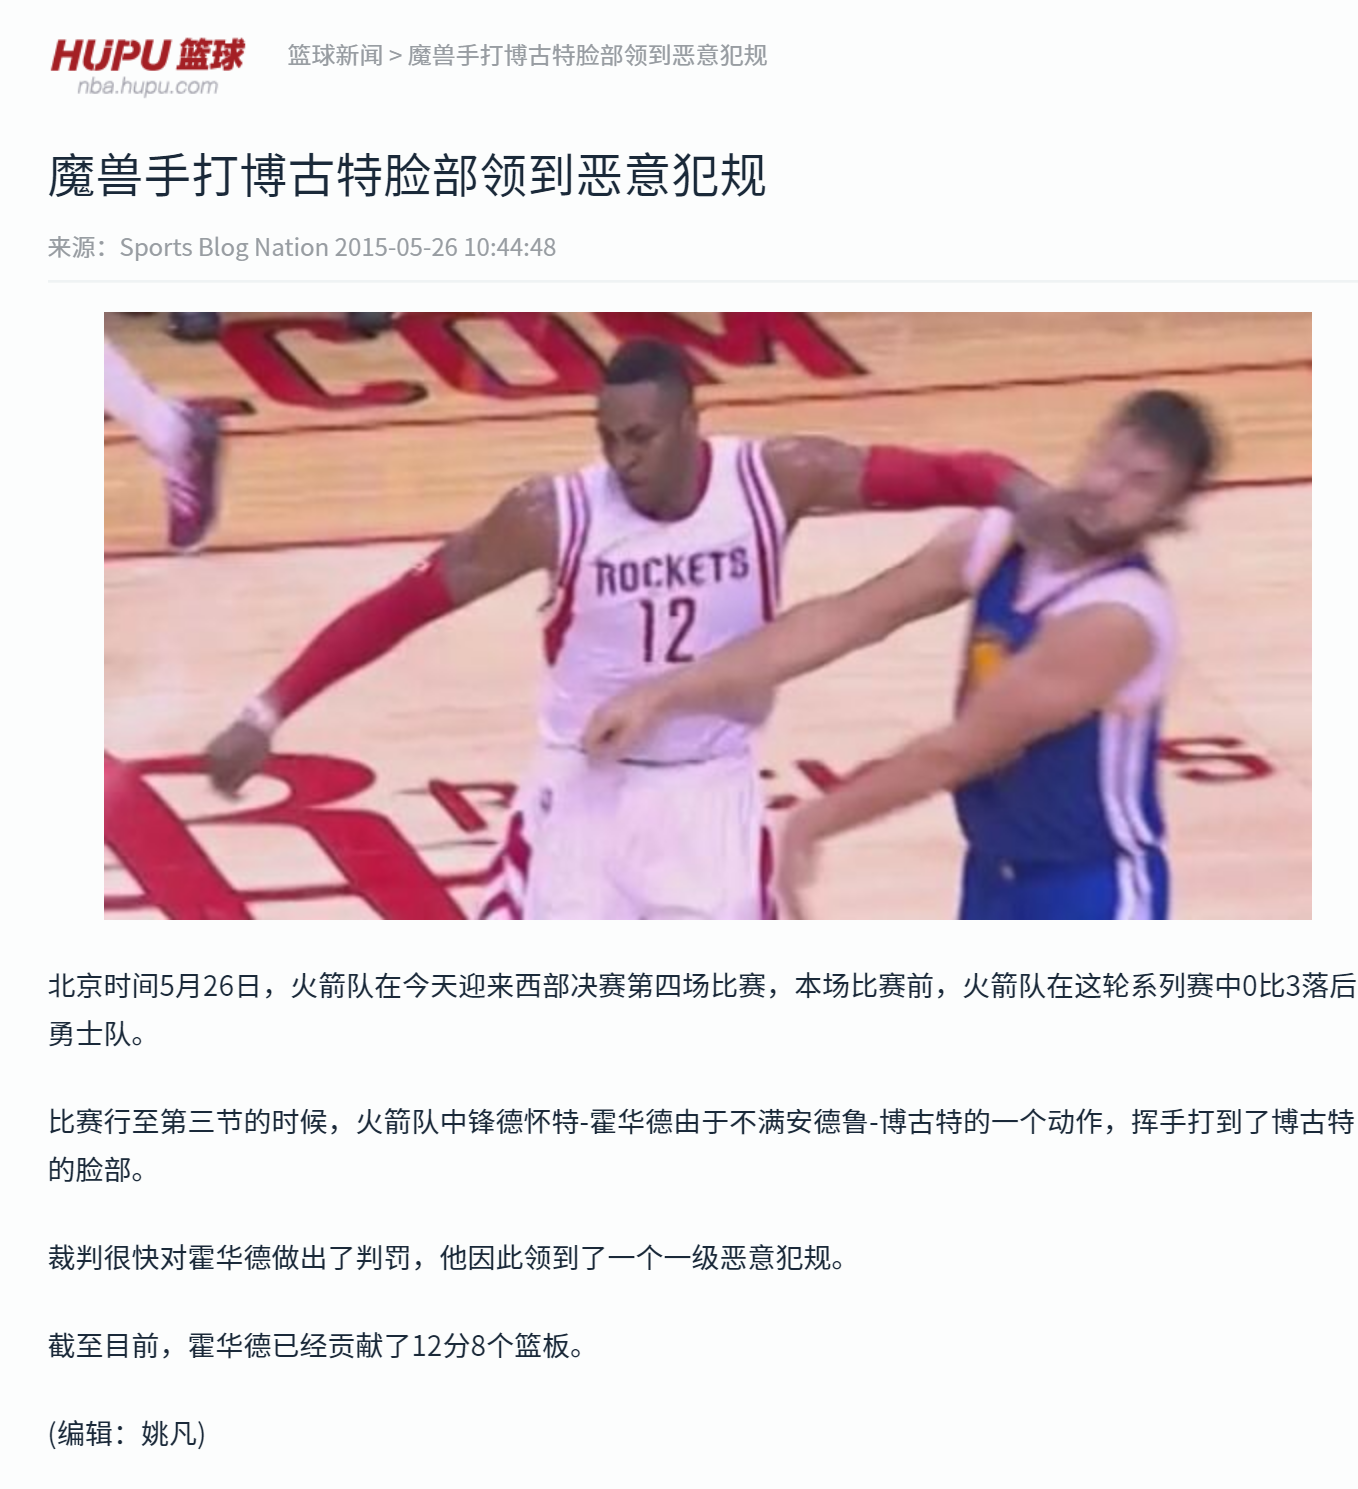 HUPU 篮球
nba.hupu.com
篮球新闻 > 魔兽手打博古特脸部领到恶意犯规
魔兽手打博古特脸部领到恶意犯规
来源：Sports Blog Nation 2015-05-26 10:44:48
.COM
ROCKETS
12
北京时间5月26日，火箭队在今天迎来西部决赛第四场比赛，本场比赛前，火箭队在这轮系列赛中0比3落后
勇士队。
比赛行至第三节的时候，火箭队中锋德怀特-霍华德由于不满安德鲁-博古特的一个动作，挥手打到了博古特
的脸部。
裁判很快对霍华德做出了判罚，他因此领到了一个一级恶意犯规。
截至目前，霍华德已经贡献了12分8个篮板。
(编辑：姚凡)